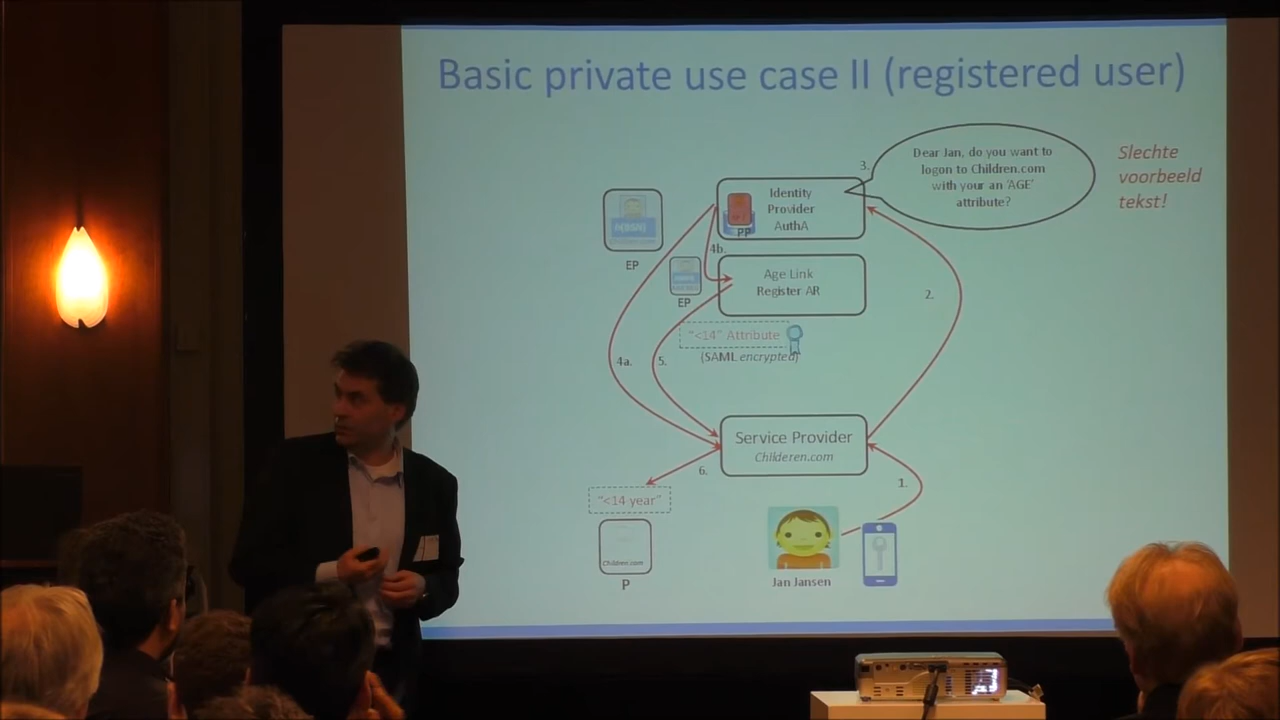 Basic private use case II (registered user)
3.
Dear Jan, do you want to
logon to Children.com
with your an ‘AGE’
attribute?
Slechte
voorbeeld
tekst!
Identity
Provider
AuthA
PP
EP
4b.
EP
Age Link
Register AR
2.
"<14" Attribute
(SAML encrypted)
4a.
5.
Service Provider
Childeren.com
6.
1.
"<14 year"
Children.com
P
Jan Jansen